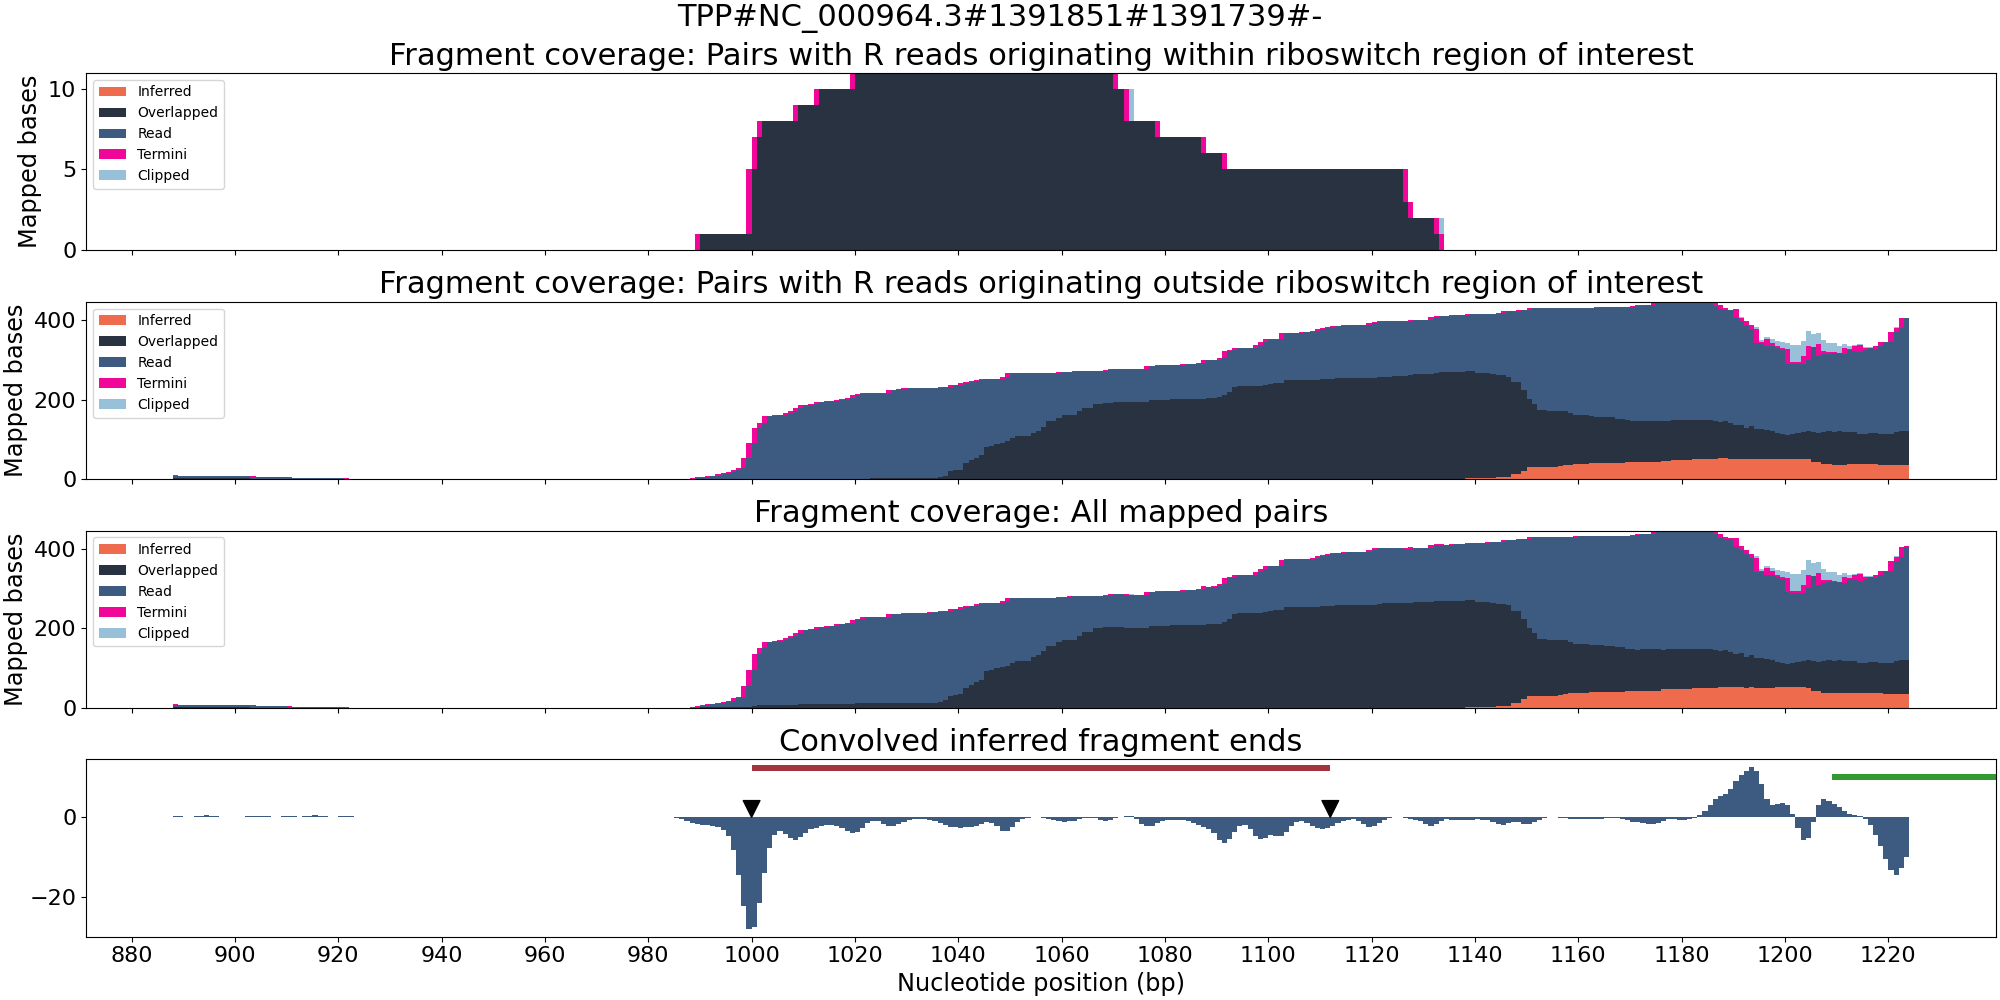 TPP#NC_000964.3#1391851#1391739#-
Fragment coverage: Pairs with R reads originating within riboswitch region of interest
Mapped bases
10
5
0
Inferred
Overlapped
Read
Termini
Clipped
Fragment coverage: Pairs with R reads originating outside riboswitch region of interest
Mapped bases
400
200
0
Inferred
Overlapped
Read
Termini
Clipped
Fragment coverage: All mapped pairs
Mapped bases
400
200
0
Inferred
Overlapped
Read
Termini
Clipped
Convolved inferred fragment ends
0
−20
880 900 920 940 960 980 1000 1020 1040 1060 1080 1100 1120 1140 1160 1180 1200 1220
Nucleotide position (bp)